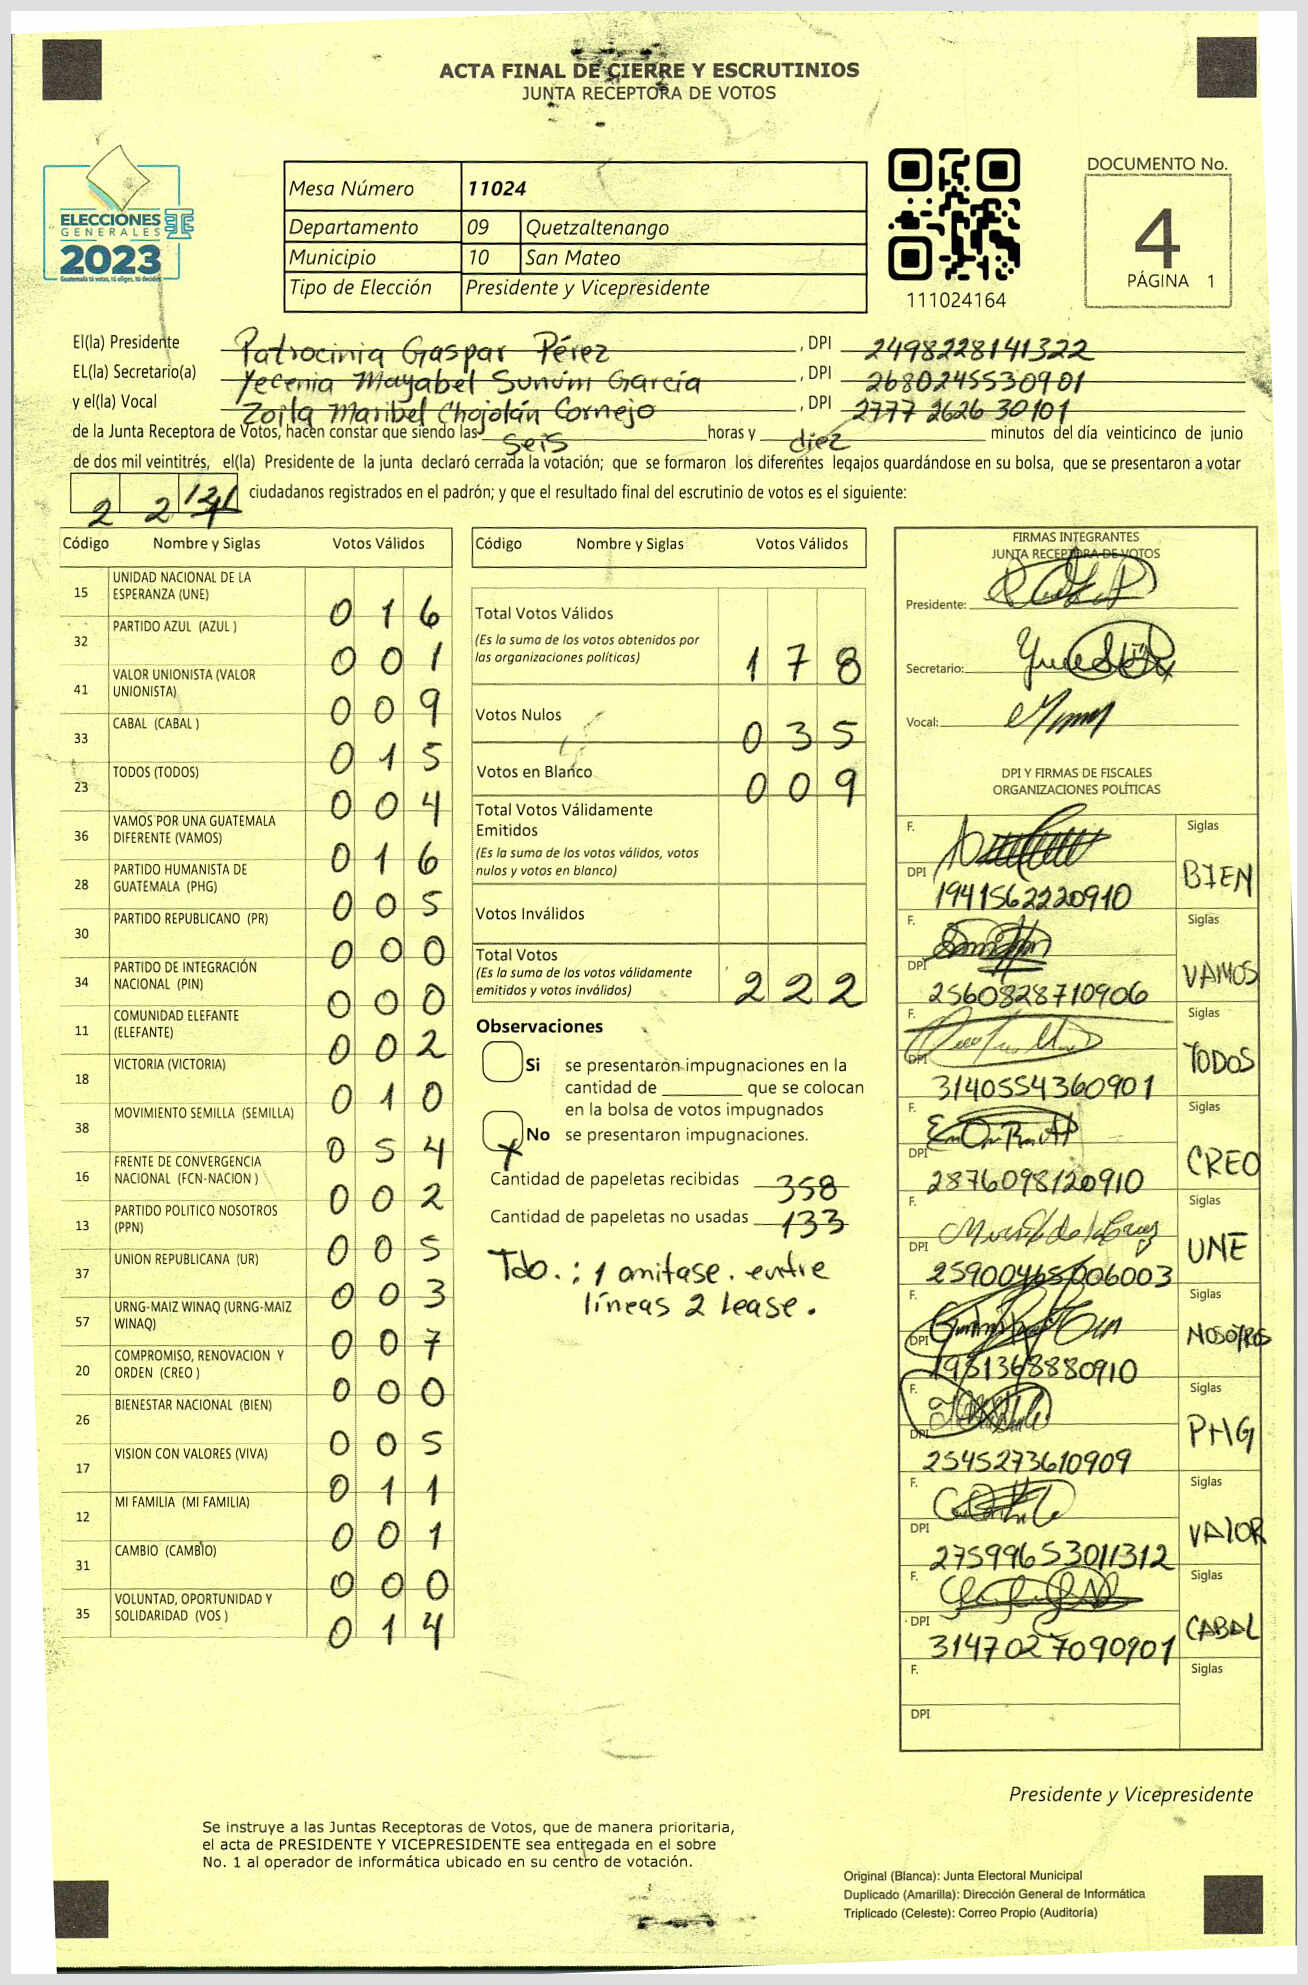 ACTA FINAL DE CIERRE Y ESCRUTINIOS
JUNTA RECEPTORA DE VOTOS
ELECCIONES
GENERALES
2023
Guatemala tú votas, tú eliges, tú decides
Mesa Número 11024
Departamento 09 Quetzaltenango
Municipio 10 San Mateo
Tipo de Elección Presidente y Vicepresidente
111024164
DOCUMENTO No.
4
PÁGINA 1
El(la) Presidente Patrocinia Gaspar Pérez, DPI 2498228141322
EL(la) Secretario(a) Yecenia Mayabel Sunúm García, DPI 2680245530901
y el(la) Vocal Zoila Maribel Chojolán Cornejo, DPI 2777 2626 30101
de la Junta Receptora de Votos, hacen constar que siendo las seis horas y diez minutos del día veinticinco de junio
de dos mil veintitrés, el(la) Presidente de la junta declaró cerrada la votación; que se formaron los diferentes legajos guardándose en su bolsa, que se presentaron a votar
2 2 ciudadanos registrados en el padrón; y que el resultado final del escrutinio de votos es el siguiente:
Código Nombre y Siglas Votos Válidos
15 UNIDAD NACIONAL DE LA ESPERANZA (UNE) 0 1 6
32 PARTIDO AZUL (AZUL ) 0 0 1
41 VALOR UNIONISTA (VALOR UNIONISTA) 0 0 9
33 CABAL (CABAL ) 0 1 5
23 TODOS (TODOS) 0 0 4
36 VAMOS POR UNA GUATEMALA DIFERENTE (VAMOS) 0 1 6
28 PARTIDO HUMANISTA DE GUATEMALA (PHG) 0 0 5
30 PARTIDO REPUBLICANO (PR) 0 0 0
34 PARTIDO DE INTEGRACIÓN NACIONAL (PIN) 0 0 0
11 COMUNIDAD ELEFANTE (ELEFANTE) 0 0 2
18 VICTORIA (VICTORIA) 0 1 0
38 MOVIMIENTO SEMILLA (SEMILLA) 0 5 4
16 FRENTE DE CONVERGENCIA NACIONAL (FCN-NACION ) 0 0 2
13 PARTIDO POLITICO NOSOTROS (PPN) 0 0 5
37 UNION REPUBLICANA (UR) 0 0 3
57 URNG-MAIZ WINAQ (URNG-MAIZ WINAQ) 0 0 7
20 COMPROMISO, RENOVACION Y ORDEN (CREO ) 0 0 0
26 BIENESTAR NACIONAL (BIEN) 0 0 5
17 VISION CON VALORES (VIVA) 0 1 1
12 MI FAMILIA (MI FAMILIA) 0 0 1
31 CAMBIO (CAMBIO) 0 0 0
35 VOLUNTAD, OPORTUNIDAD Y SOLIDARIDAD (VOS ) 0 1 4
Código Nombre y Siglas Votos Válidos
Total Votos Válidos
(Es la suma de los votos obtenidos por
las organizaciones políticas) 1 7 8
Votos Nulos 0 3 5
Votos en Blanco 0 0 9
Total Votos Válidamente
Emitidos
(Es la suma de los votos válidos, votos
nulos y votos en blanco)
Votos Inválidos
Total Votos
(Es la suma de los votos válidamente
emitidos y votos inválidos) 2 2 2
Observaciones
Si se presentaron impugnaciones en la
cantidad de ________ que se colocan
en la bolsa de votos impugnados
X No se presentaron impugnaciones.
Cantidad de papeletas recibidas 358
Cantidad de papeletas no usadas 133
Tdo. : 1 omitase. entre
líneas 2 lease.
FIRMAS INTEGRANTES
JUNTA RECEPTORA DE VOTOS
Presidente:
Secretario:
Vocal:
DPI Y FIRMAS DE FISCALES
ORGANIZACIONES POLÍTICAS
F. Siglas
DPI 1941562220910 BIEN
F. Siglas
DPI 2560828710906 VAMOS
F. Siglas
DPI 3140554360901 TODOS
F. Siglas
DPI 2876098120910 CREO
F. Siglas
DPI 25900465006003 UNE
F. Siglas
DPI 1981368880910 NOSOTROS
F. Siglas
DPI 2545273610909 PHG
F. Siglas
DPI 27599653011312 VALOR
F. Siglas
DPI 3147027090901 CABAL
F. Siglas
DPI
Presidente y Vicepresidente
Se instruye a las Juntas Receptoras de Votos, que de manera prioritaria,
el acta de PRESIDENTE Y VICEPRESIDENTE sea entregada en el sobre
No. 1 al operador de informática ubicado en su centro de votación.
Original (Blanca): Junta Electoral Municipal
Duplicado (Amarilla): Dirección General de Informática
Triplicado (Celeste): Correo Propio (Auditoría)